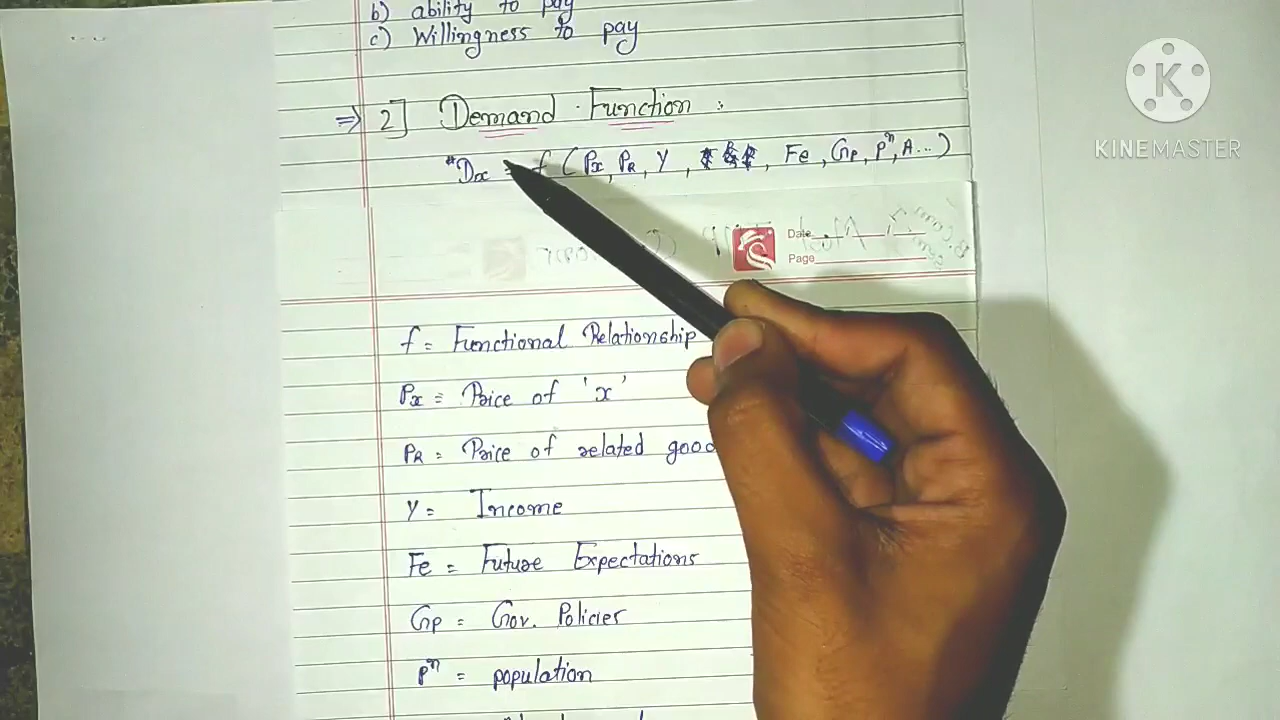 b) ability to pay
c) Willingness to pay
K
KINEMASTER
⇒ 2] Demand Function :
"Dx = f (Px, PR, Y, , Fe, Gp, Pⁿ, A...)
Date
Page
f = Functional Relationship
Px = Price of 'x'
PR = Price of related good
Y = Income
Fe = Future Expectations
Gp = Gov. Policies
Pⁿ = population